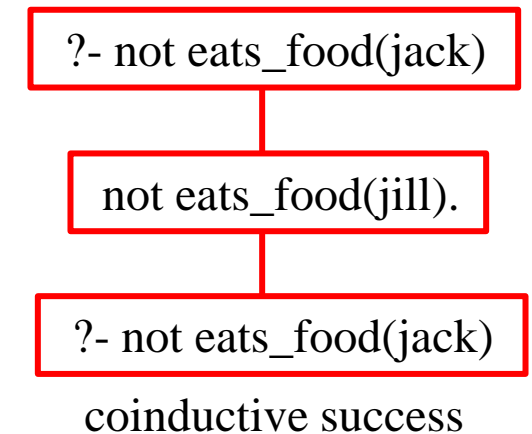 ?- not eats_food(jack)
not eats_food(jill).
?- not eats_food(jack)
coinductive success